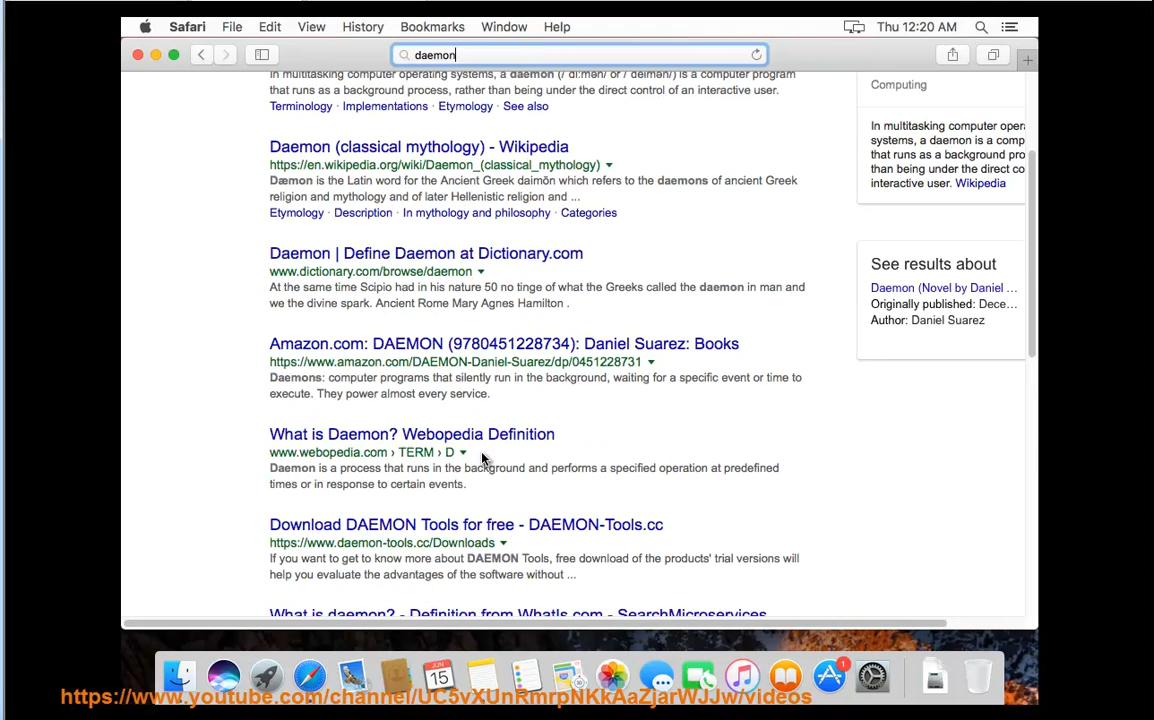 Safari File Edit View History Bookmarks Window Help Thu 12:20 AM
daemon
In multitasking computer operating systems, a daemon (/ˈdiːmən/ or /ˈdeɪmən/) is a computer program
that runs as a background process, rather than being under the direct control of an interactive user.
Terminology · Implementations · Etymology · See also
Daemon (classical mythology) - Wikipedia
https://en.wikipedia.org/wiki/Daemon_(classical_mythology)
Dæmon is the Latin word for the Ancient Greek daimōn which refers to the daemons of ancient Greek
religion and mythology and of later Hellenistic religion and ...
Etymology · Description · In mythology and philosophy · Categories
Daemon | Define Daemon at Dictionary.com
www.dictionary.com/browse/daemon
At the same time Scipio had in his nature 50 no tinge of what the Greeks called the daemon in man and
we the divine spark. Ancient Rome Mary Agnes Hamilton .
Amazon.com: DAEMON (9780451228734): Daniel Suarez: Books
https://www.amazon.com/DAEMON-Daniel-Suarez/dp/0451228731
Daemons: computer programs that silently run in the background, waiting for a specific event or time to
execute. They power almost every service.
What is Daemon? Webopedia Definition
www.webopedia.com › TERM › D
Daemon is a process that runs in the background and performs a specified operation at predefined
times or in response to certain events.
Download DAEMON Tools for free - DAEMON-Tools.cc
https://www.daemon-tools.cc/Downloads
If you want to get to know more about DAEMON Tools, free download of the products' trial versions will
help you evaluate the advantages of the software without ...
What is daemon? - Definition from WhatIs.com - SearchMicroservices
Computing
In multitasking computer opera
systems, a daemon is a compu
that runs as a background pro
than being under the direct con
interactive user. Wikipedia
See results about
Daemon (Novel by Daniel ...
Originally published: Dece...
Author: Daniel Suarez
JUN
15
1
https://www.youtube.com/channel/UC5vXUnRmrpNKkAaZjarWJJw/videos